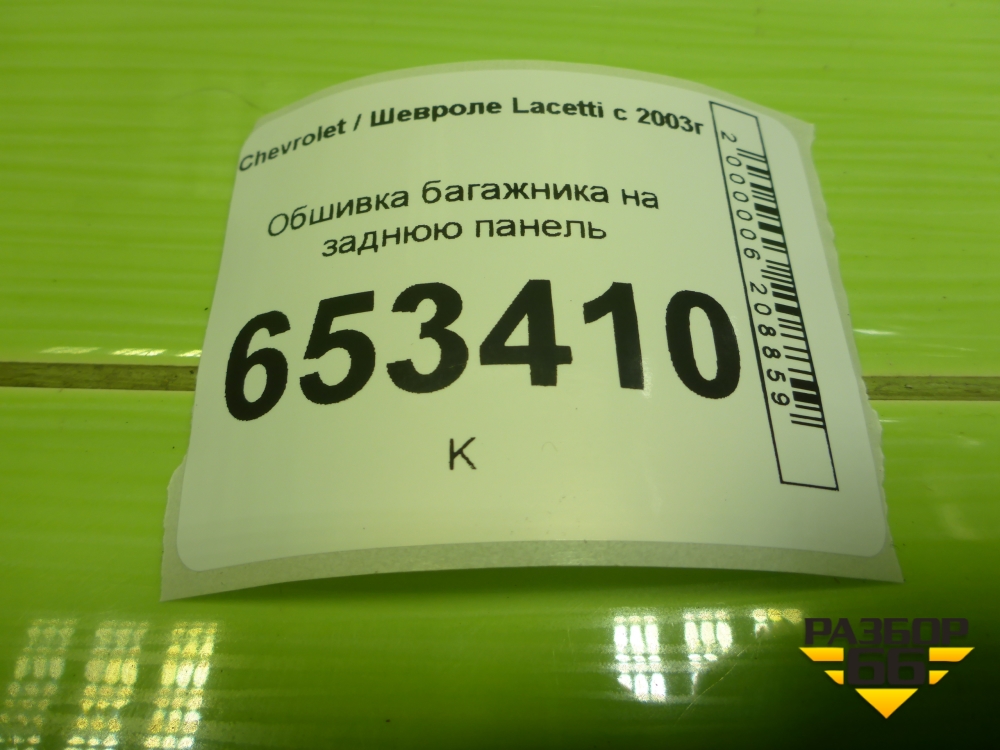 Chevrolet / Шевроле Lacetti с 2003г
Обшивка багажника на
заднюю панель
653410
К
2000006208859
РАЗБОР
66